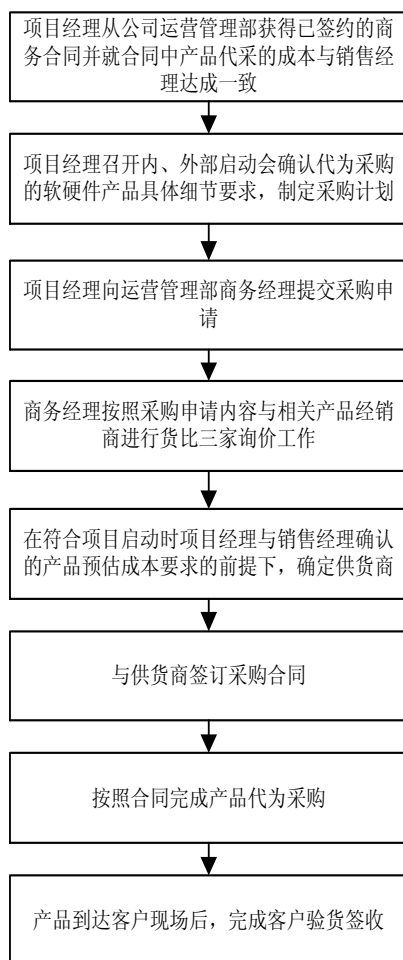 项目经理从公司运营管理部获得已签约的商
务合同并就合同中产品代采的成本与销售经
理达成一致
项目经理召开内、外部启动会确认代为采购
的软硬件产品具体细节要求，制定采购计划
项目经理向运营管理部商务经理提交采购申
请
商务经理按照采购申请内容与相关产品经销
商进行货比三家询价工作
在符合项目启动时项目经理与销售经理确认
的产品预估成本要求的前提下，确定供货商
与供货商签订采购合同
按照合同完成产品代为采购
产品到达客户现场后，完成客户验货签收